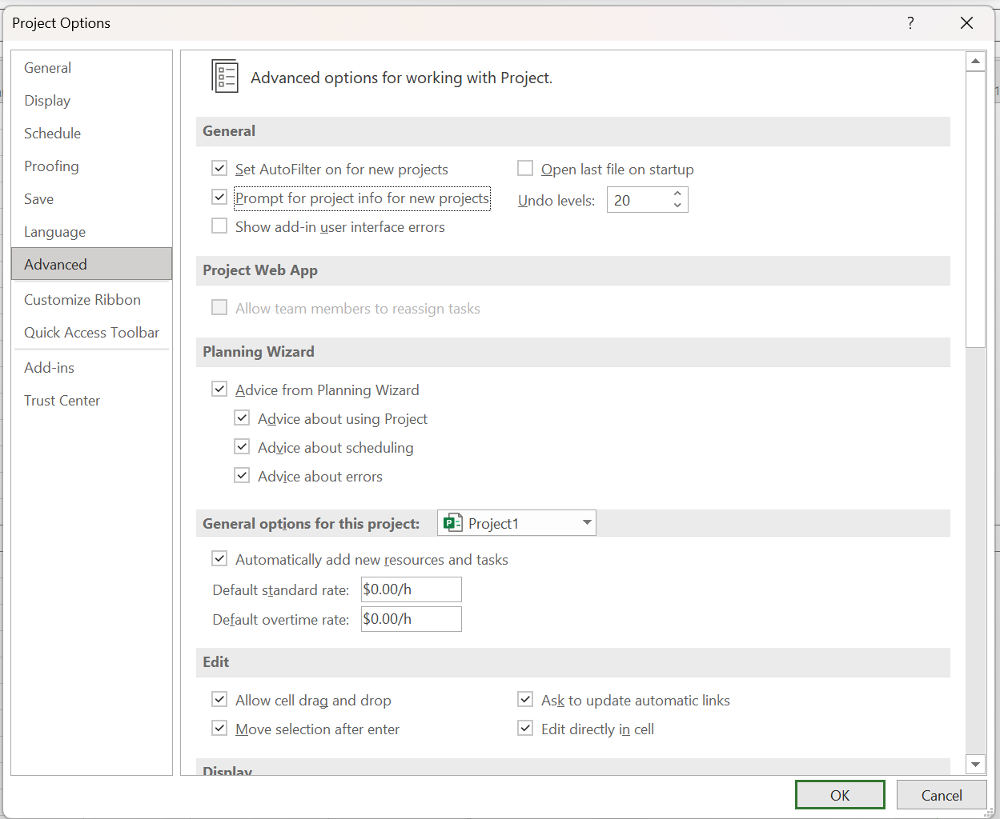 Project Options
?
General
Display
Schedule
Proofing
Save
Language
Advanced
Customize Ribbon
Quick Access Toolbar
Add-ins
Trust Center
Advanced options for working with Project.
General
Set AutoFilter on for new projects
Open last file on startup
Prompt for project info for new projects
Undo levels: 20
Show add-in user interface errors
Project Web App
Allow team members to reassign tasks
Planning Wizard
Advice from Planning Wizard
Advice about using Project
Advice about scheduling
Advice about errors
General options for this project: Project1
Automatically add new resources and tasks
Default standard rate: $0.00/h
Default overtime rate: $0.00/h
Edit
Allow cell drag and drop
Ask to update automatic links
Move selection after enter
Edit directly in cell
Display
OK
Cancel